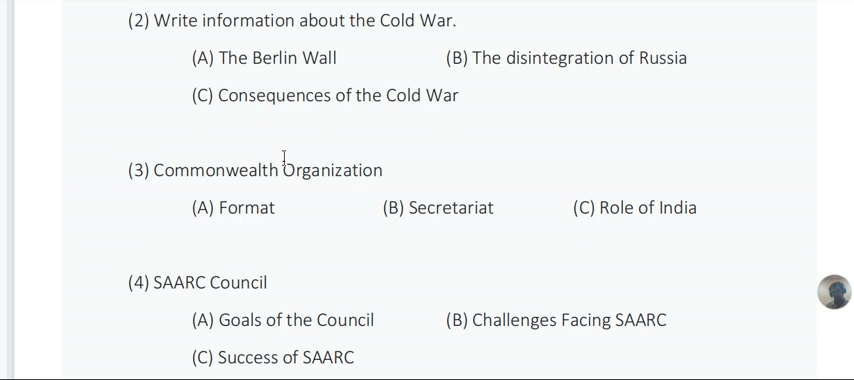 (2) Write information about the Cold War.
(A) The Berlin Wall (B) The disintegration of Russia
(C) Consequences of the Cold War
(3) Commonwealth Organization
(A) Format (B) Secretariat (C) Role of India
(4) SAARC Council
(A) Goals of the Council (B) Challenges Facing SAARC
(C) Success of SAARC